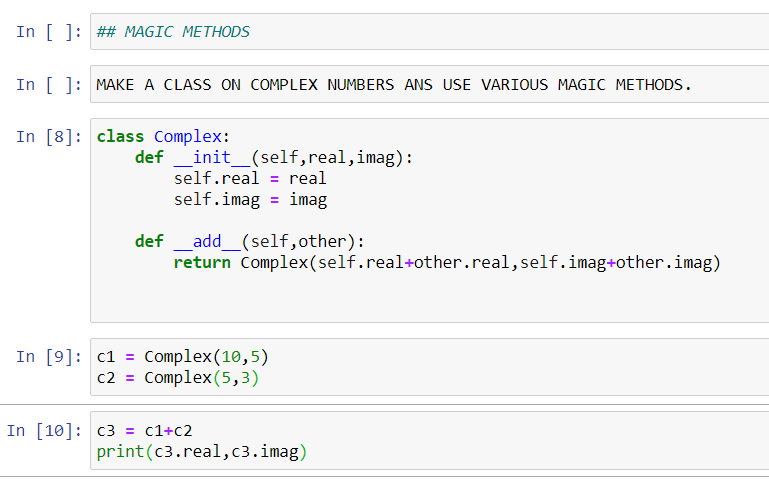 In [ ]: ## MAGIC METHODS
In [ ]: MAKE A CLASS ON COMPLEX NUMBERS ANS USE VARIOUS MAGIC METHODS.
In [8]: class Complex:
    def __init__(self,real,imag):
        self.real = real
        self.imag = imag
    def __add__(self,other):
        return Complex(self.real+other.real,self.imag+other.imag)
In [9]: c1 = Complex(10,5)
c2 = Complex(5,3)
In [10]: c3 = c1+c2
print(c3.real,c3.imag)